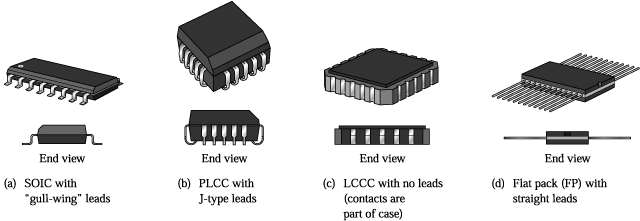 End view
End view
End view
End view
(a) SOIC with
“gull-wing” leads
(b) PLCC with
J-type leads
(c) LCCC with no leads
(contacts are
part of case)
(d) Flat pack (FP) with
straight leads